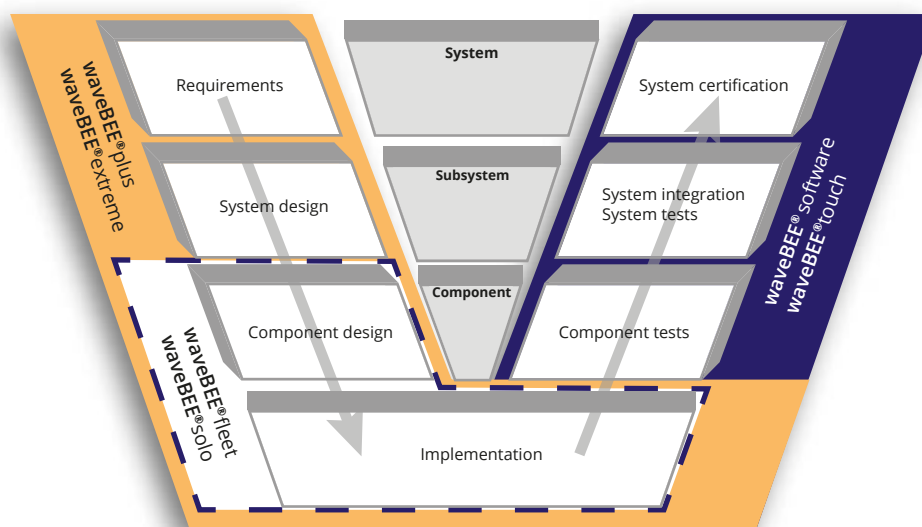 Requirements
System
System certification
waveBEE®plus
waveBEE®extreme
System design
Subsystem
System integration
System tests
waveBEE® software
waveBEE®touch
Component design
Component
Component tests
waveBEE®fleet
waveBEE®solo
Implementation